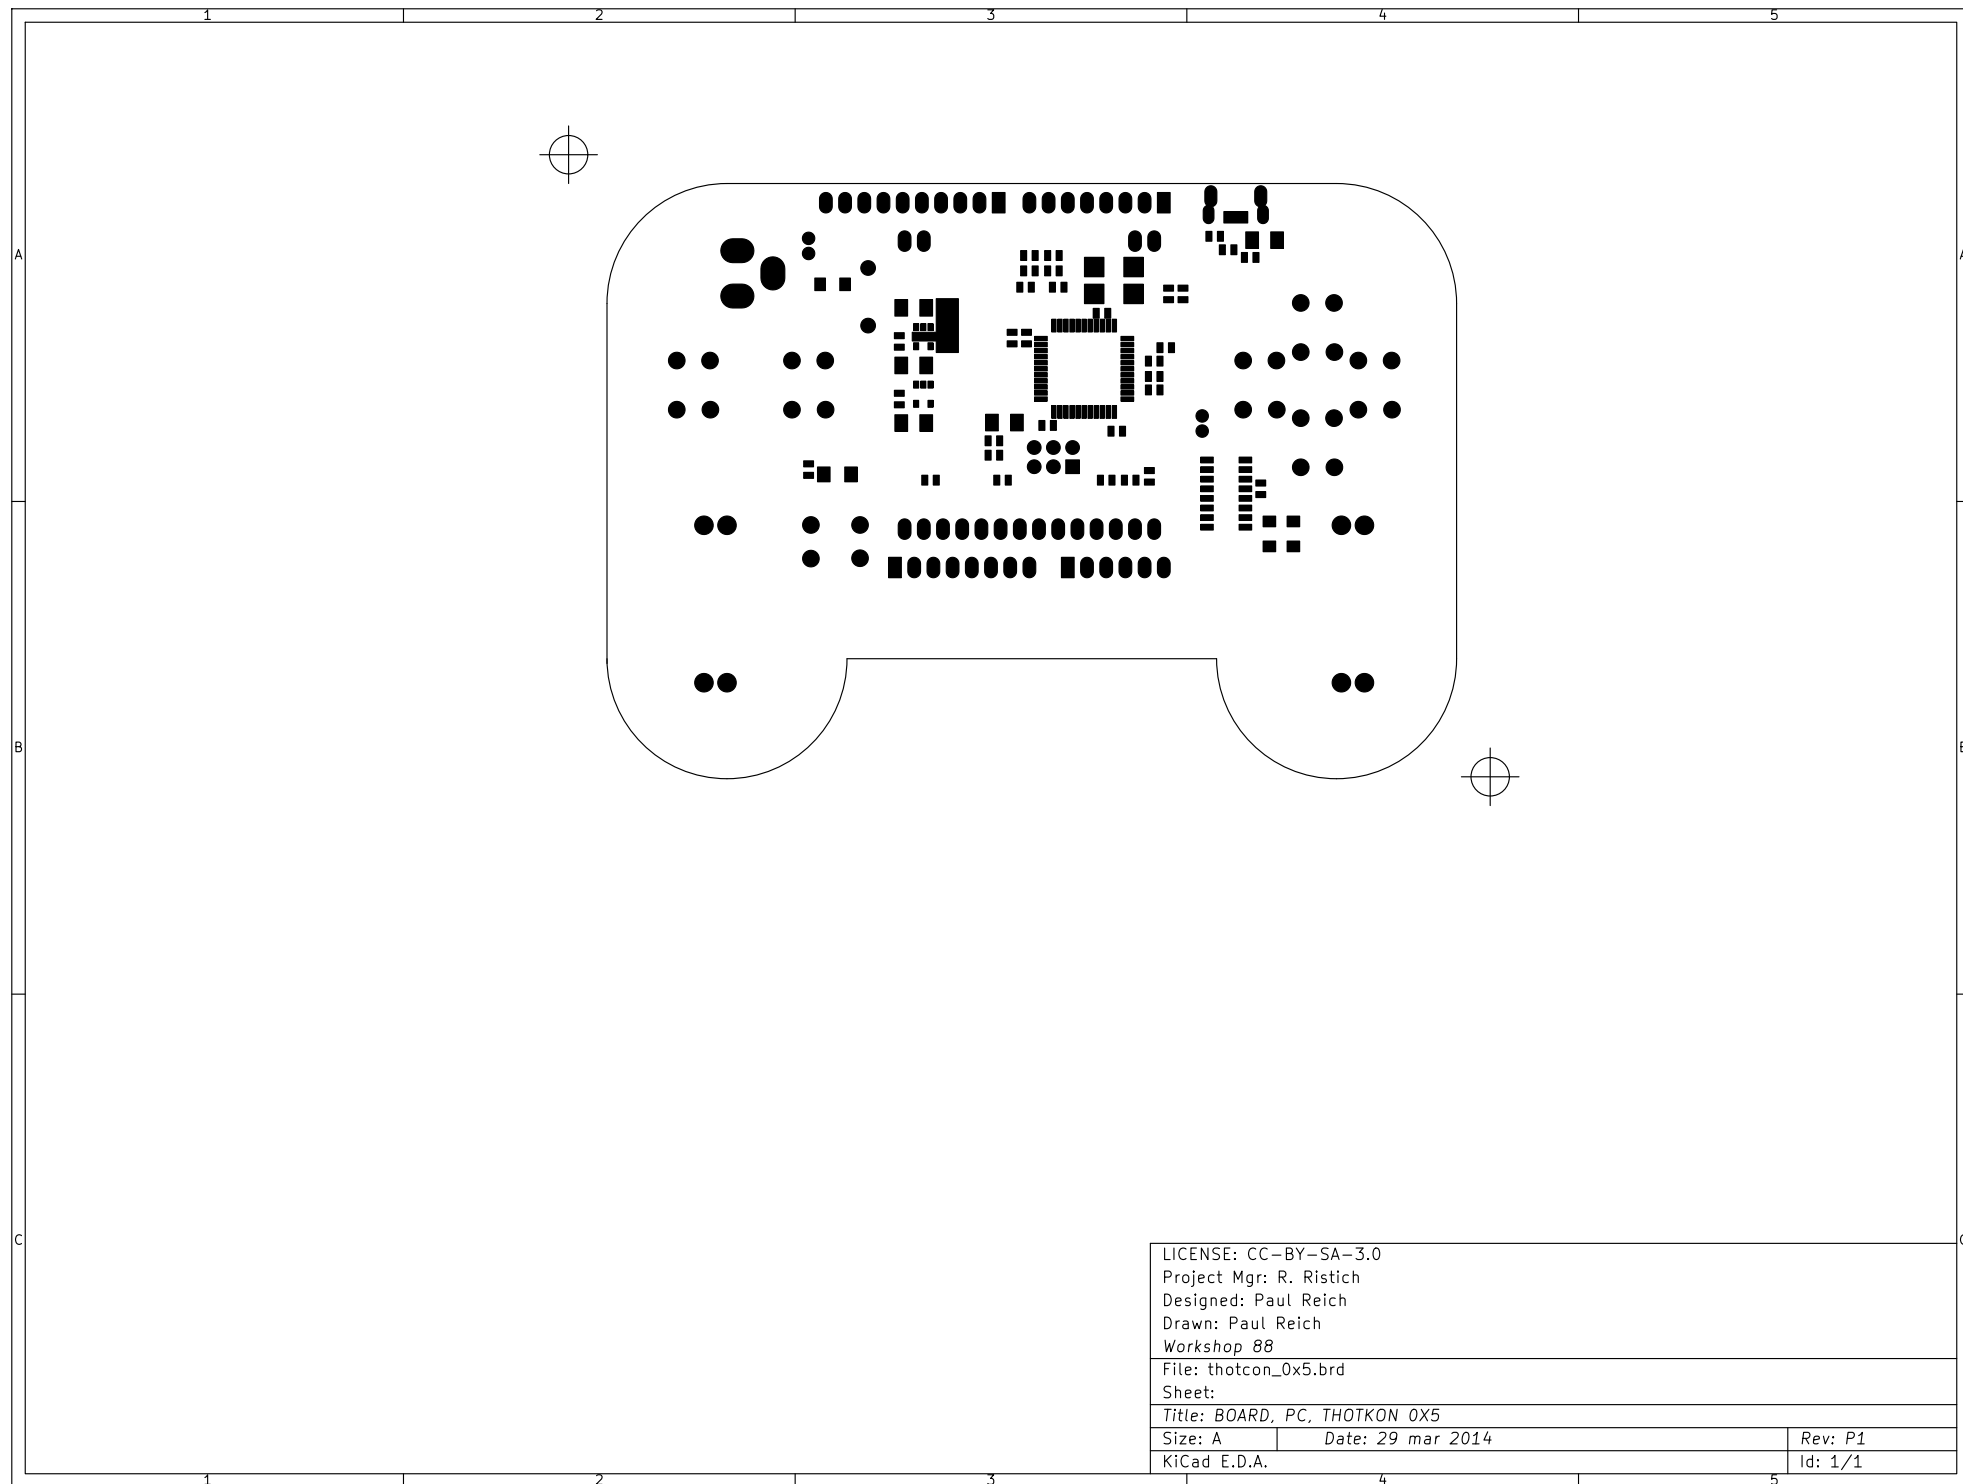 1 2 3 4 5
A A
B B
C C
LICENSE: CC-BY-SA-3.0
Project Mgr: R. Ristich
Designed: Paul Reich
Drawn: Paul Reich
Workshop 88
File: thotcon_0x5.brd
Sheet:
Title: BOARD, PC, THOTKON 0X5
Size: A Date: 29 mar 2014 Rev: P1
KiCad E.D.A. Id: 1/1
1 2 3 4 5